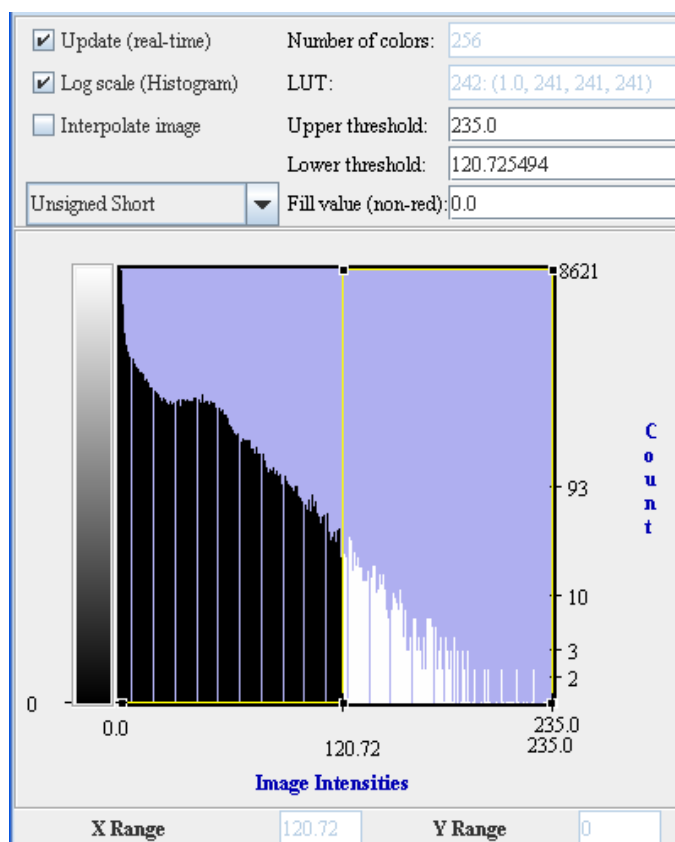 Update (real-time) Number of colors: 256
Log scale (Histogram) LUT: 242: (1.0, 241, 241, 241)
Interpolate image Upper threshold: 235.0
Lower threshold: 120.725494
Unsigned Short Fill value (non-red): 0.0
8621
Count
93
10
3
2
0
0.0 235.0
120.72 235.0
Image Intensities
X Range 120.72 Y Range 0